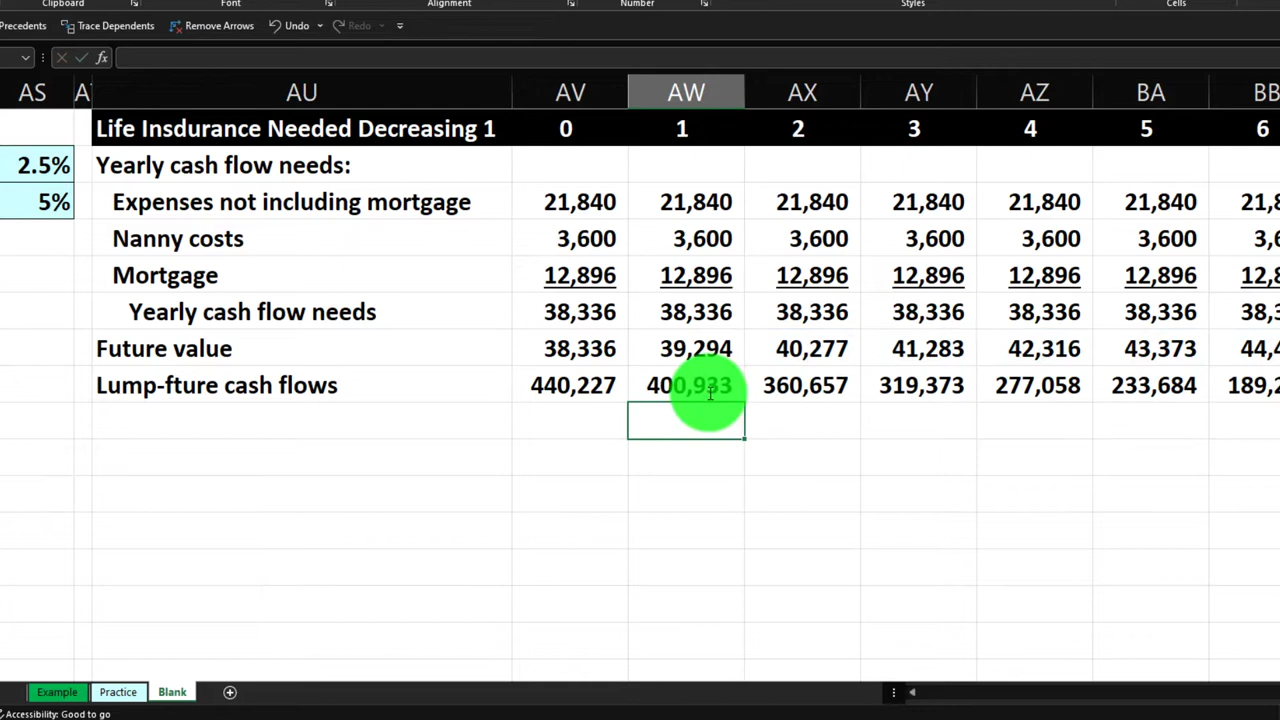 Clipboard Font Alignment Number Styles Cells
Precedents Trace Dependents Remove Arrows Undo Redo
fx
AS AU AV AW AX AY AZ BA BB
Life Insdurance Needed Decreasing 1 0 1 2 3 4 5 6
2.5% Yearly cash flow needs:
5% Expenses not including mortgage 21,840 21,840 21,840 21,840 21,840 21,840
Nanny costs 3,600 3,600 3,600 3,600 3,600 3,600
Mortgage 12,896 12,896 12,896 12,896 12,896 12,896
Yearly cash flow needs 38,336 38,336 38,336 38,336 38,336 38,336
Future value 38,336 39,294 40,277 41,283 42,316 43,373
Lump-fture cash flows 440,227 400,933 360,657 319,373 277,058 233,684
Example Practice Blank
Accessibility: Good to go